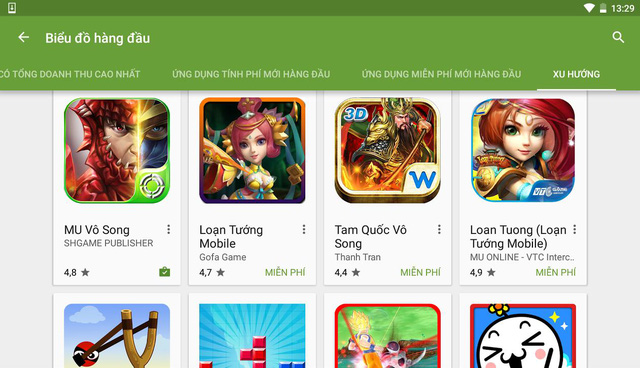 13:29
Biểu đồ hàng đầu
CÓ TỔNG DOANH THU CAO NHẤT
ỨNG DỤNG TÍNH PHÍ MỚI HÀNG ĐẦU
ỨNG DỤNG MIỄN PHÍ MỚI HÀNG ĐẦU
XU HƯỚNG
3D
W
VTC
MU Vô Song
SHGAME PUBLISHER
4,8
Loạn Tướng
Mobile
Gofa Game
4,7
MIỄN PHÍ
Tam Quốc Vô
Song
Thanh Tran
4,4
MIỄN PHÍ
Loan Tuong (Loạn
Tướng Mobile)
MU ONLINE - VTC Interc..
4,9
MIỄN PHÍ